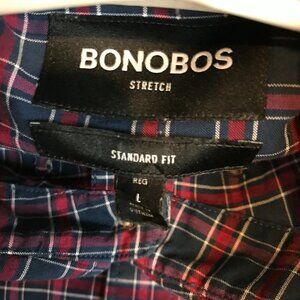 BONOBOS
STRETCH
STANDARD FIT
REG
L